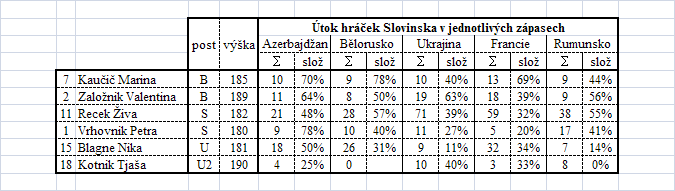 Útok hráček Slovinska v jednotlivých zápasech
post výška Azerbajdžan Bělorusko Ukrajina Francie Rumunsko
Σ slož Σ slož Σ slož Σ slož Σ slož
7 Kaučič Marina B 185 10 70% 9 78% 10 40% 13 69% 9 44%
2 Založnik Valentina B 189 11 64% 8 50% 19 63% 18 39% 9 56%
11 Recek Živa S 182 21 48% 28 57% 71 39% 59 32% 38 55%
1 Vrhovnik Petra S 180 9 78% 10 40% 11 27% 5 20% 17 41%
15 Blagne Nika U 181 18 50% 26 31% 9 11% 32 34% 7 14%
18 Kotnik Tjaša U2 190 4 25% 0 10 40% 3 33% 8 0%